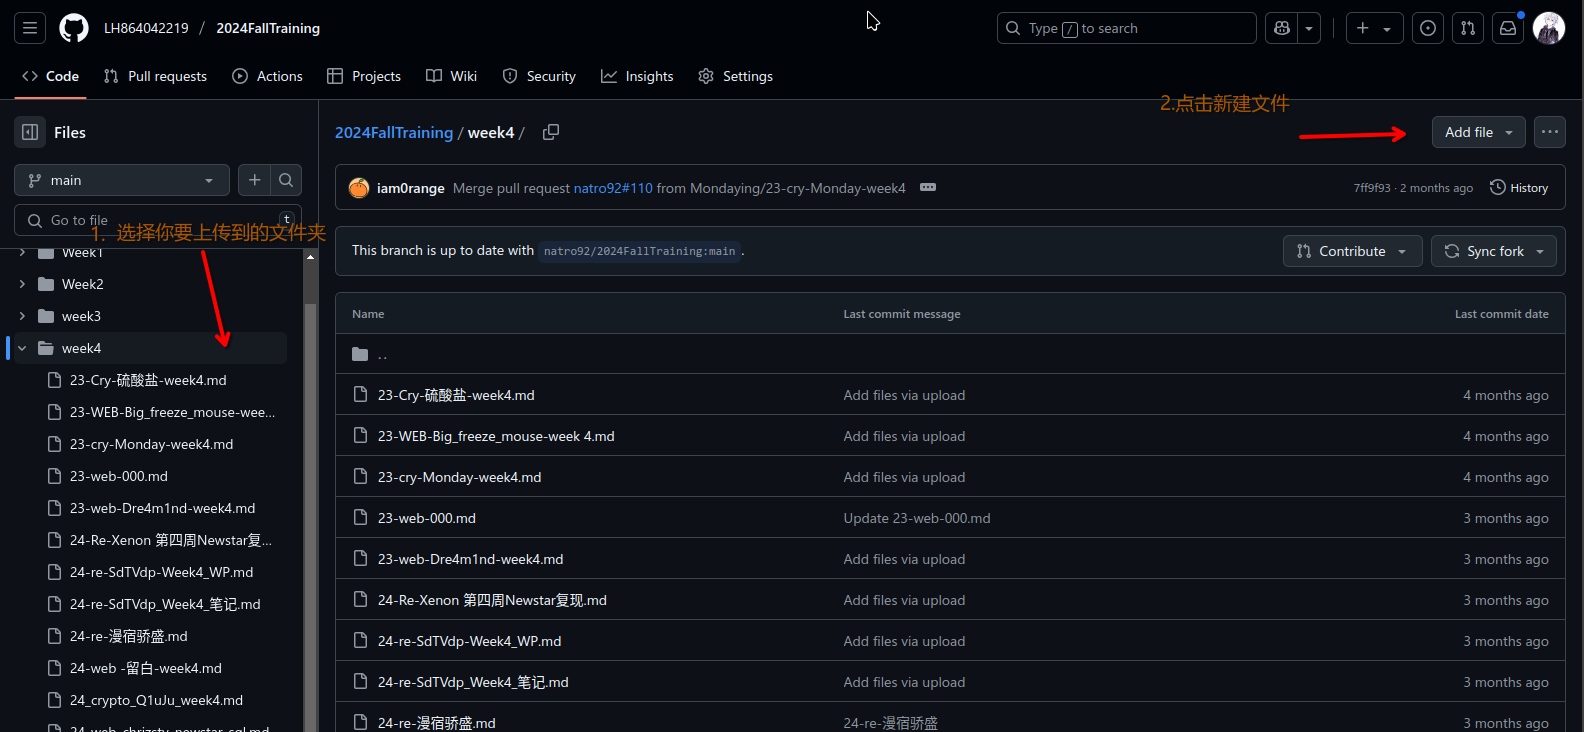 LH864042219 / 2024FallTraining
Type / to search
Code
Pull requests
Actions
Projects
Wiki
Security
Insights
Settings
2.点击新建文件
Files
2024FallTraining / week4 /
Add file
main
iam0range Merge pull request natro92#110 from Mondaying/23-cry-Monday-week4
7ff9f93 · 2 months ago
History
Go to file
t
1. 选择你要上传到的文件夹
This branch is up to date with natro92/2024FallTraining:main .
Contribute
Sync fork
Week1
Week2
week3
week4
23-Cry-硫酸盐-week4.md
23-WEB-Big_freeze_mouse-wee...
23-cry-Monday-week4.md
23-web-000.md
23-web-Dre4m1nd-week4.md
24-Re-Xenon 第四周Newstar复...
24-re-SdTVdp-Week4_WP.md
24-re-SdTVdp_Week4_笔记.md
24-re-漫宿骄盛.md
24-web -留白-week4.md
24_crypto_Q1uJu_week4.md
24-web-chrizsty-newstar-sql.md
Name Last commit message Last commit date
..
23-Cry-硫酸盐-week4.md Add files via upload 4 months ago
23-WEB-Big_freeze_mouse-week 4.md Add files via upload 4 months ago
23-cry-Monday-week4.md Add files via upload 4 months ago
23-web-000.md Update 23-web-000.md 3 months ago
23-web-Dre4m1nd-week4.md Add files via upload 3 months ago
24-Re-Xenon 第四周Newstar复现.md Add files via upload 3 months ago
24-re-SdTVdp-Week4_WP.md Add files via upload 3 months ago
24-re-SdTVdp_Week4_笔记.md Add files via upload 3 months ago
24-re-漫宿骄盛.md 24-re-漫宿骄盛 3 months ago